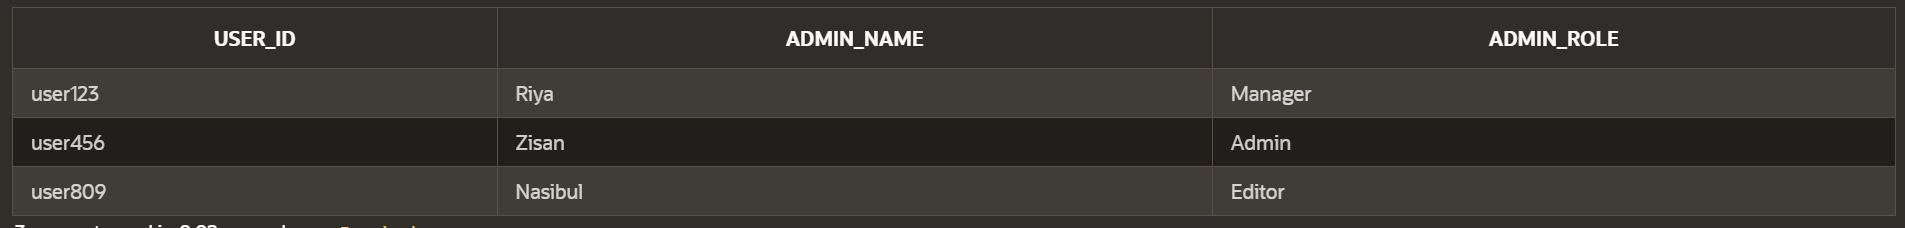 USER_ID ADMIN_NAME ADMIN_ROLE
user123 Riya Manager
user456 Zisan Admin
user809 Nasibul Editor